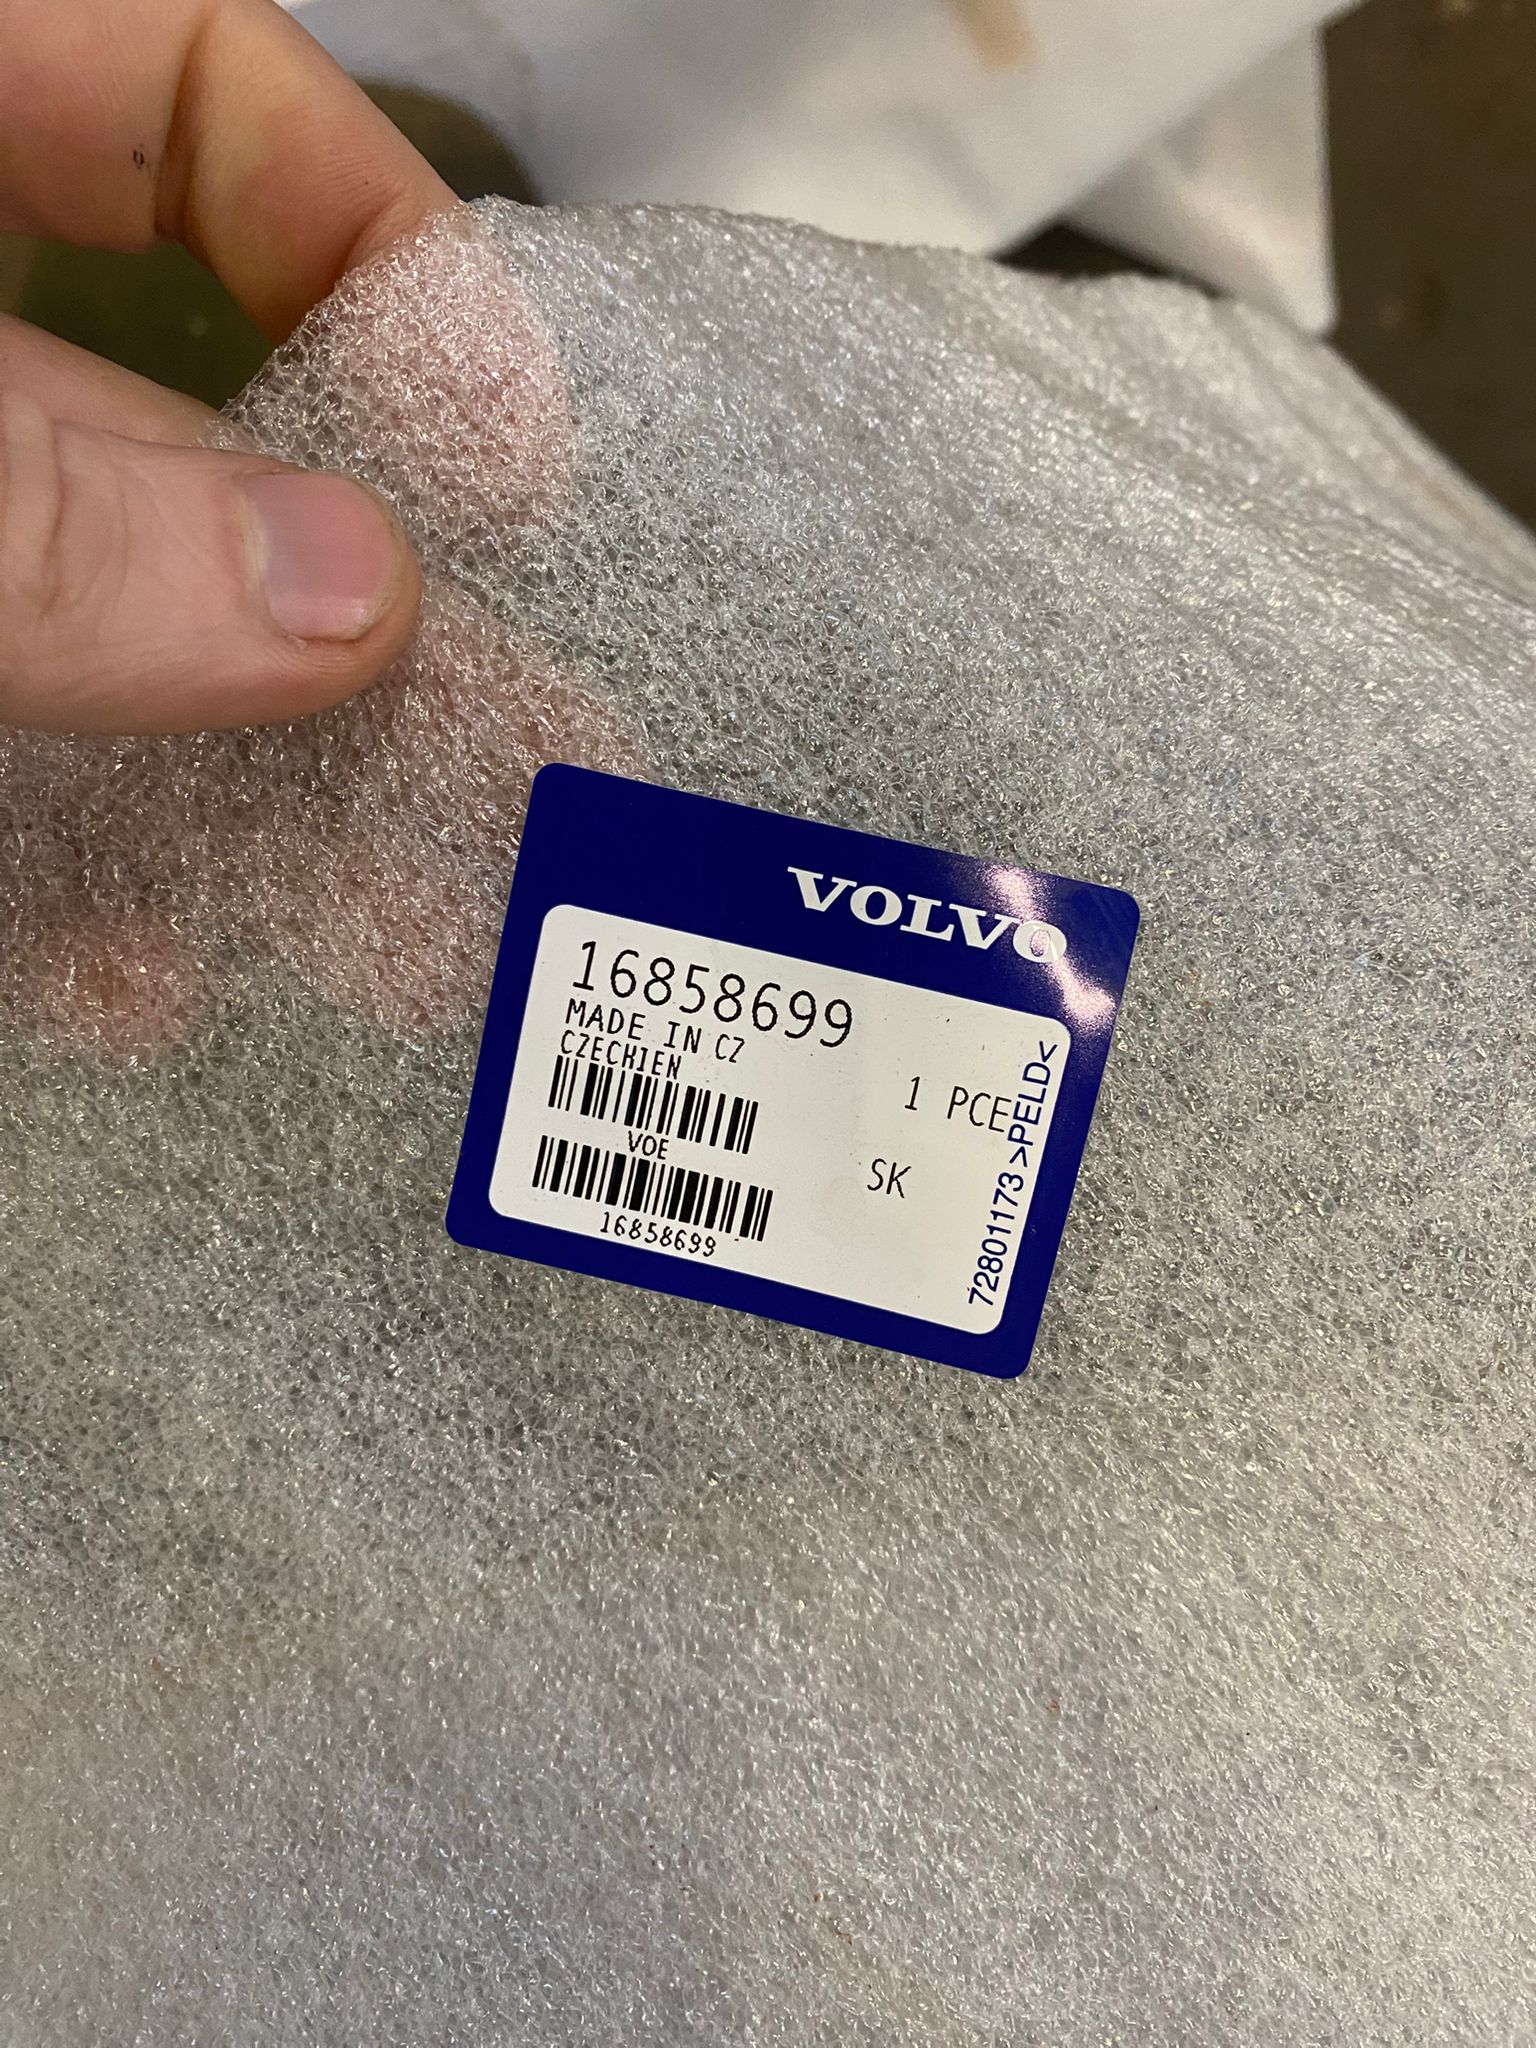 VOLVO
16858699
MADE IN CZ
CZECHIEN
1 PCE
VOE
SK
16858699
72801173 >PELD<